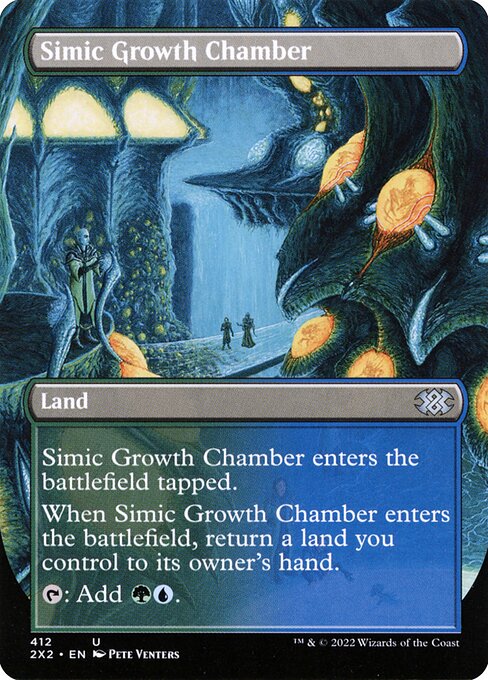 Simic Growth Chamber
Land
Simic Growth Chamber enters the
battlefield tapped.
When Simic Growth Chamber enters
the battlefield, return a land you
control to its owner's hand.
: Add .
412 U
2X2 • EN Pete Venters
™ & © 2022 Wizards of the Coast